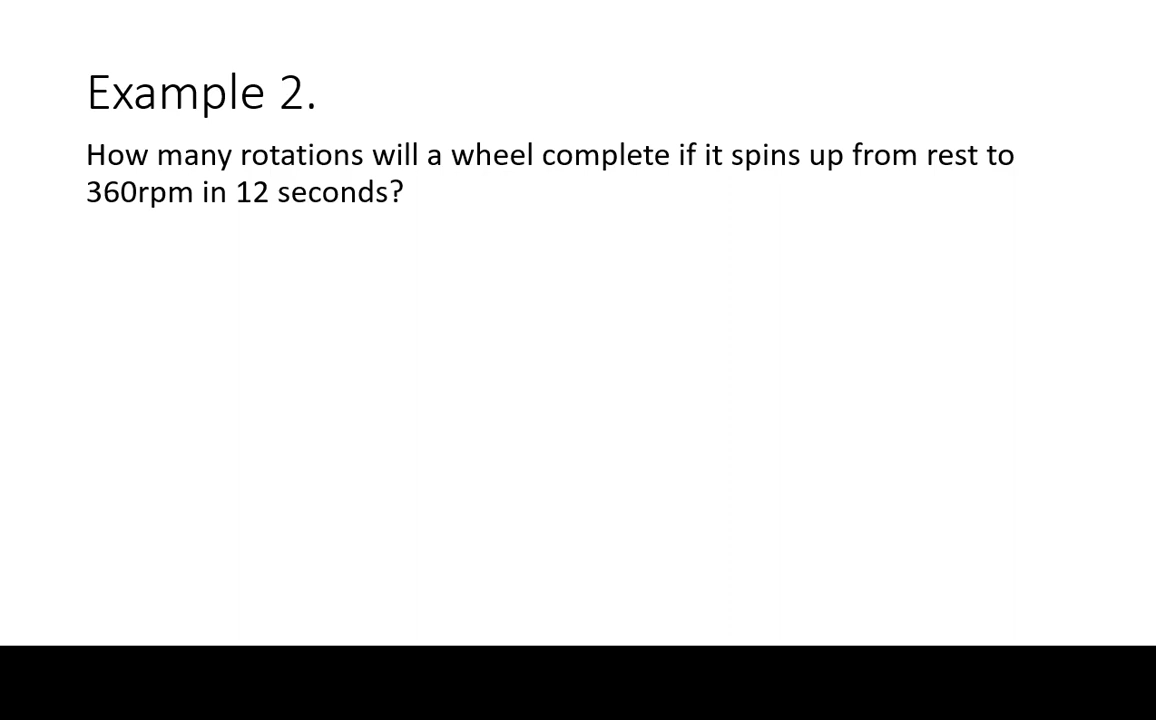 Example 2.
How many rotations will a wheel complete if it spins up from rest to
360rpm in 12 seconds?